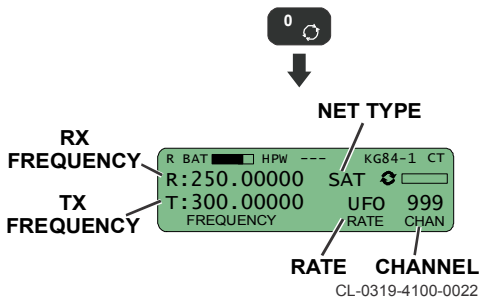 0
NET TYPE
RX
FREQUENCY
TX
FREQUENCY
R BAT HPW --- KG84-1 CT
R:250.00000 SAT
T:300.00000 UFO 999
FREQUENCY RATE CHAN
RATE CHANNEL
CL-0319-4100-0022